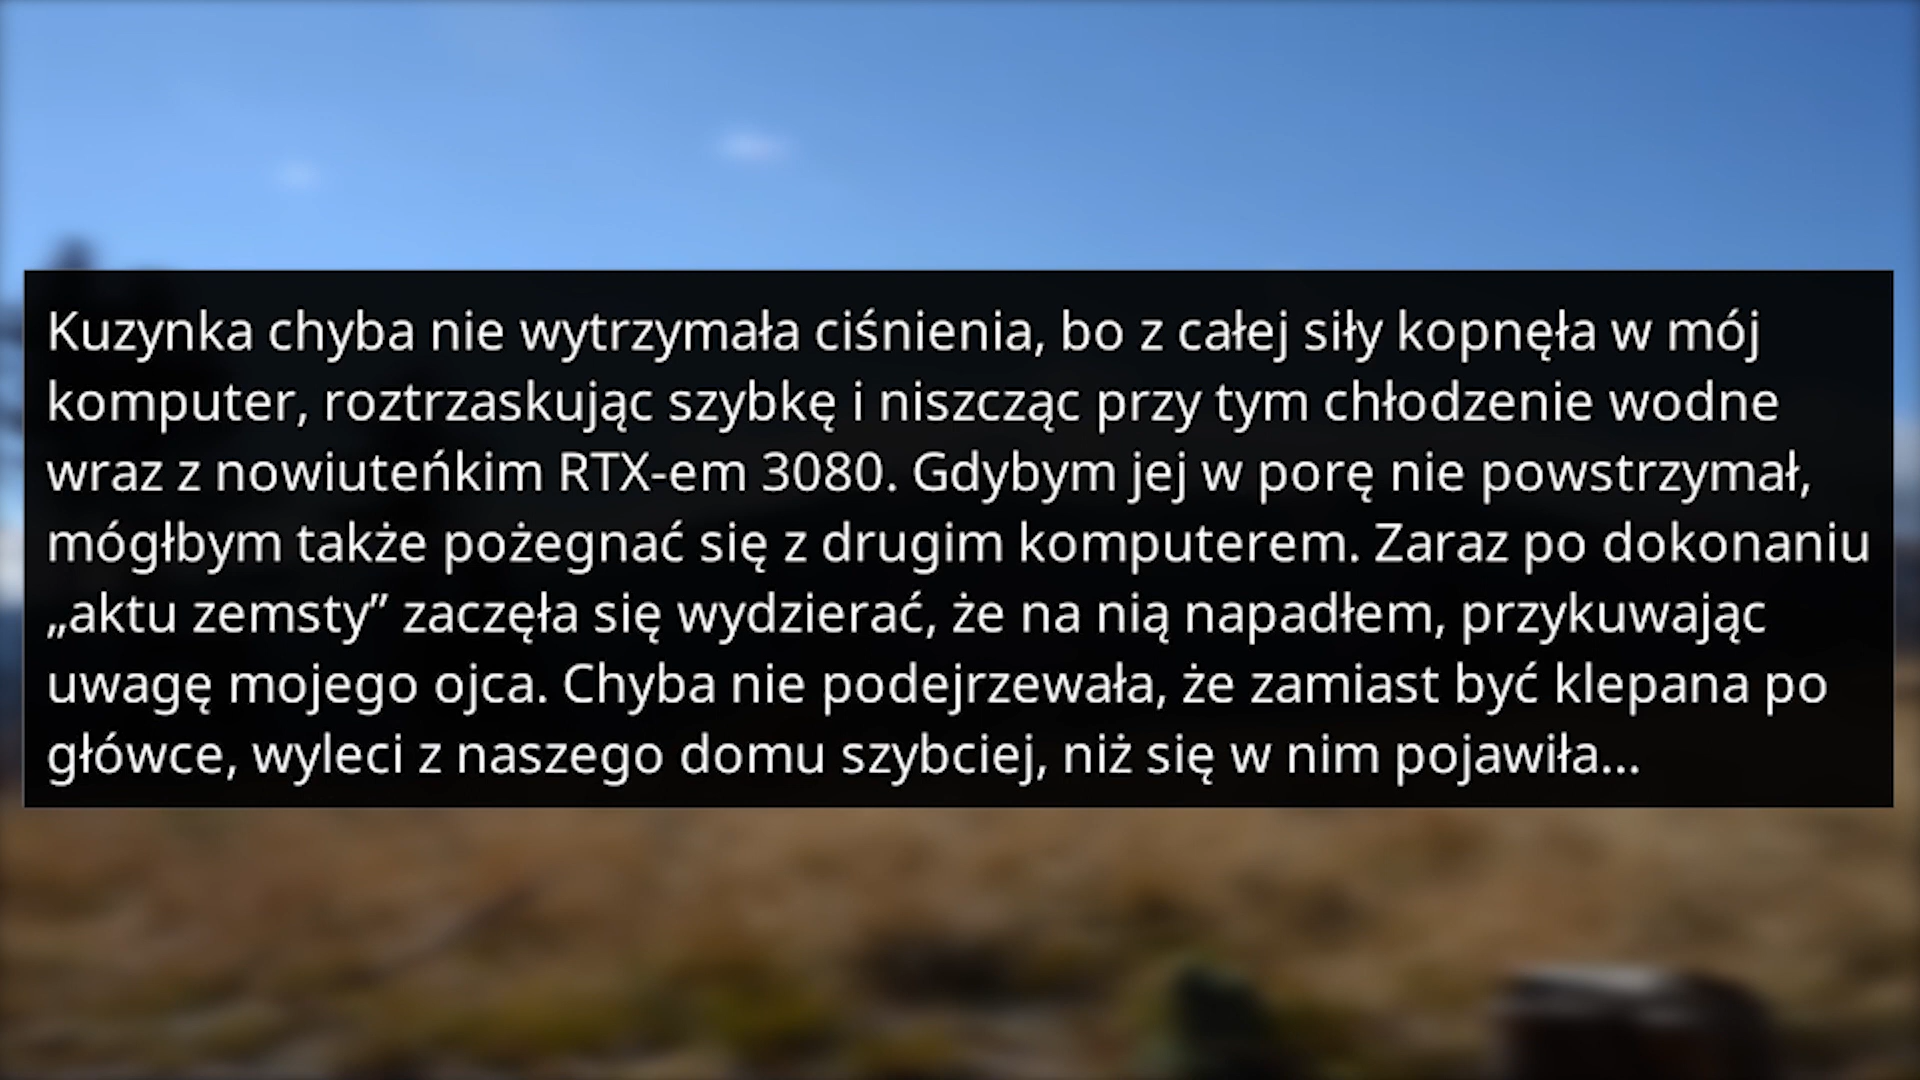 Kuzynka chyba nie wytrzymała ciśnienia, bo z całej siły kopnęła w mój
komputer, roztrzaskując szybkę i niszcząc przy tym chłodzenie wodne
wraz z nowiuteńkim RTX-em 3080. Gdybym jej w porę nie powstrzymał,
mógłbym także pożegnać się z drugim komputerem. Zaraz po dokonaniu
„aktu zemsty” zaczęła się wydzierać, że na nią napadłem, przykuwając
uwagę mojego ojca. Chyba nie podejrzewała, że zamiast być klepana po
główce, wyleci z naszego domu szybciej, niż się w nim pojawiła...